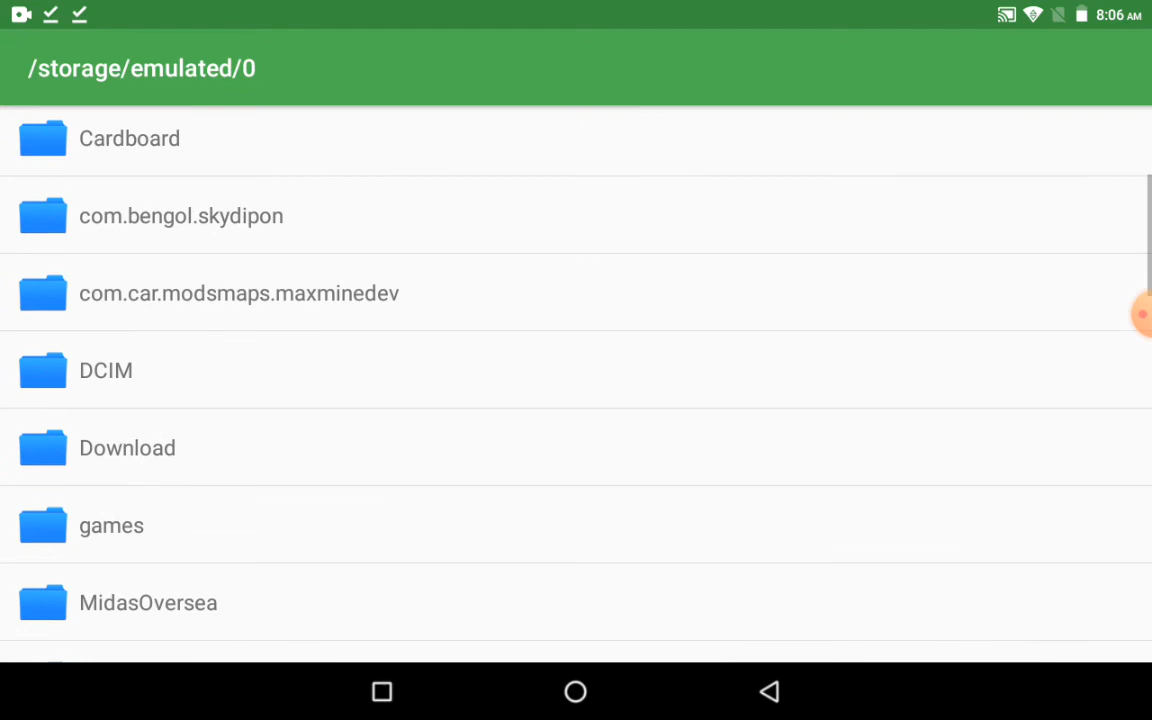 8:06 AM
/storage/emulated/0
Cardboard
com.bengol.skydipon
com.car.modsmaps.maxminedev
DCIM
Download
games
MidasOversea